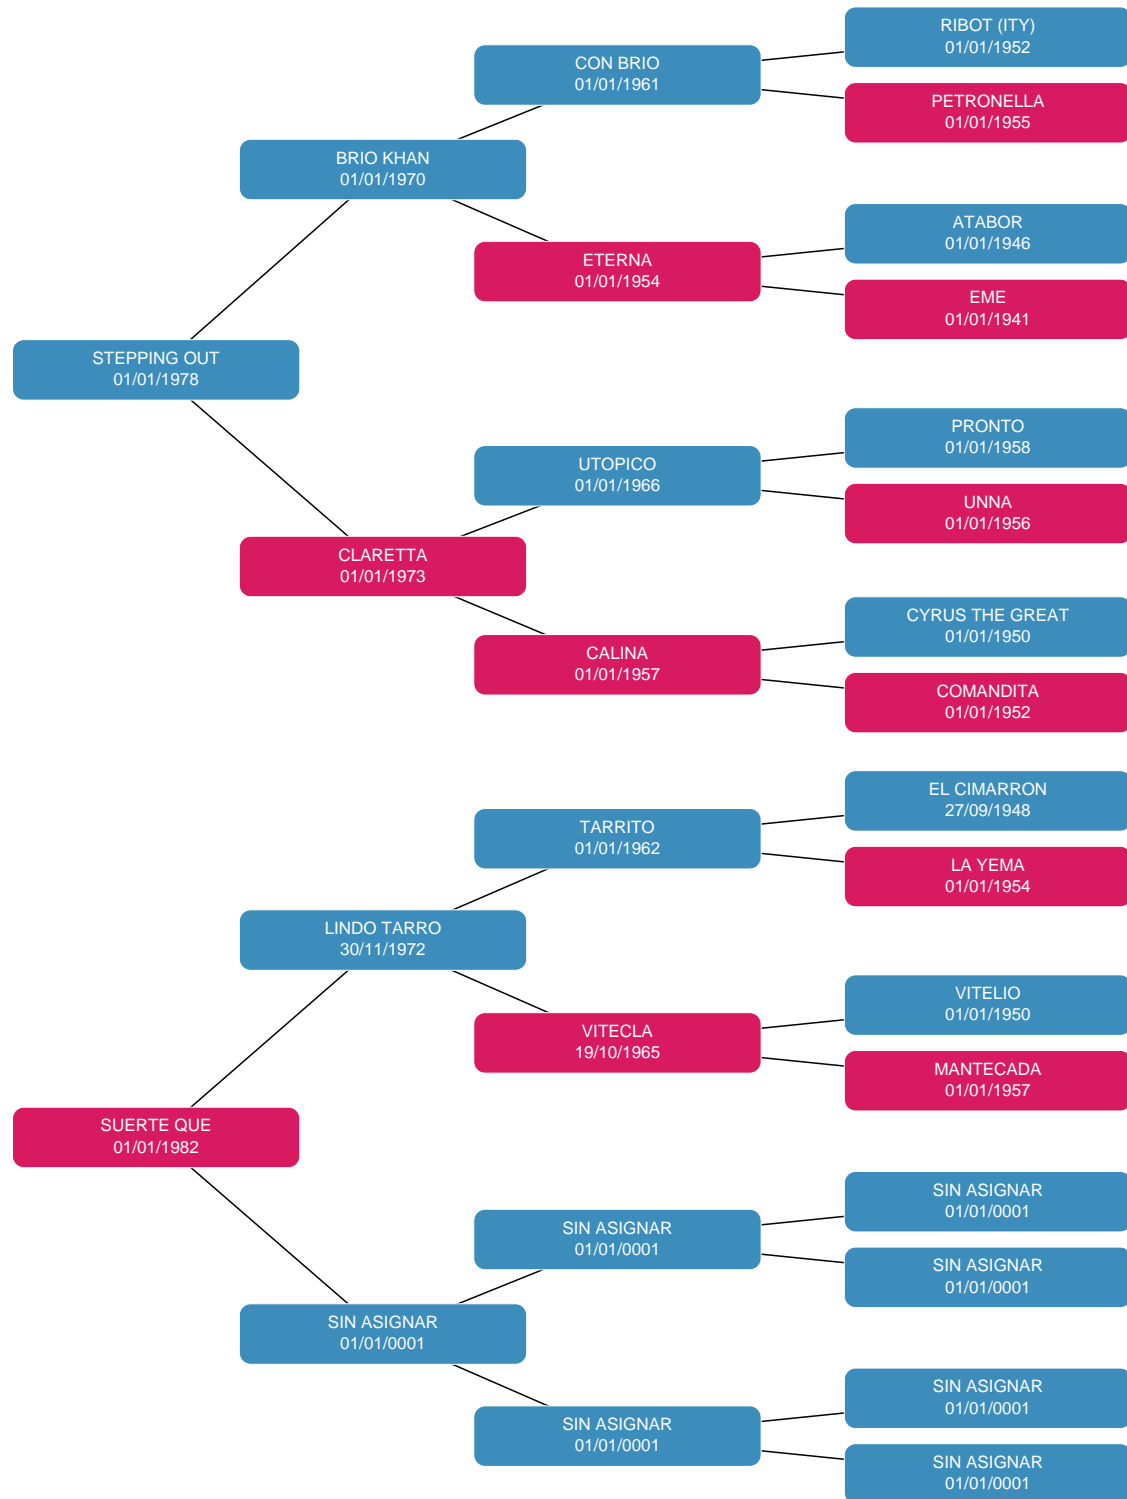 RIBOT (ITY)
01/01/1952
CON BRIO
01/01/1961
PETRONELLA
01/01/1955
BRIO KHAN
01/01/1970
ATABOR
01/01/1946
ETERNA
01/01/1954
EME
01/01/1941
STEPPING OUT
01/01/1978
PRONTO
01/01/1958
UTOPICO
01/01/1966
UNNA
01/01/1956
CLARETTA
01/01/1973
CYRUS THE GREAT
01/01/1950
CALINA
01/01/1957
COMANDITA
01/01/1952
EL CIMARRON
27/09/1948
TARRITO
01/01/1962
LA YEMA
01/01/1954
LINDO TARRO
30/11/1972
VITELIO
01/01/1950
VITECLA
19/10/1965
MANTECADA
01/01/1957
SUERTE QUE
01/01/1982
SIN ASIGNAR
01/01/0001
SIN ASIGNAR
01/01/0001
SIN ASIGNAR
01/01/0001
SIN ASIGNAR
01/01/0001
SIN ASIGNAR
01/01/0001
SIN ASIGNAR
01/01/0001
SIN ASIGNAR
01/01/0001